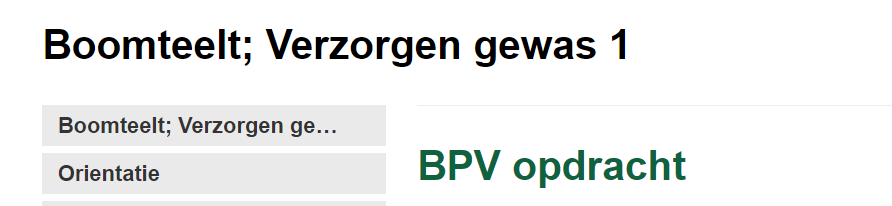 Boomteelt; Verzorgen gewas 1
Boomteelt; Verzorgen ge…
Orientatie
BPV opdracht